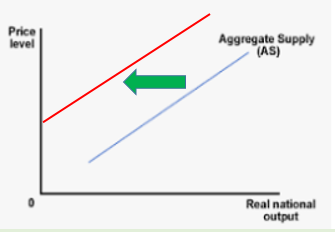 Price
level
Aggregate Supply
(AS)
0
Real national
output